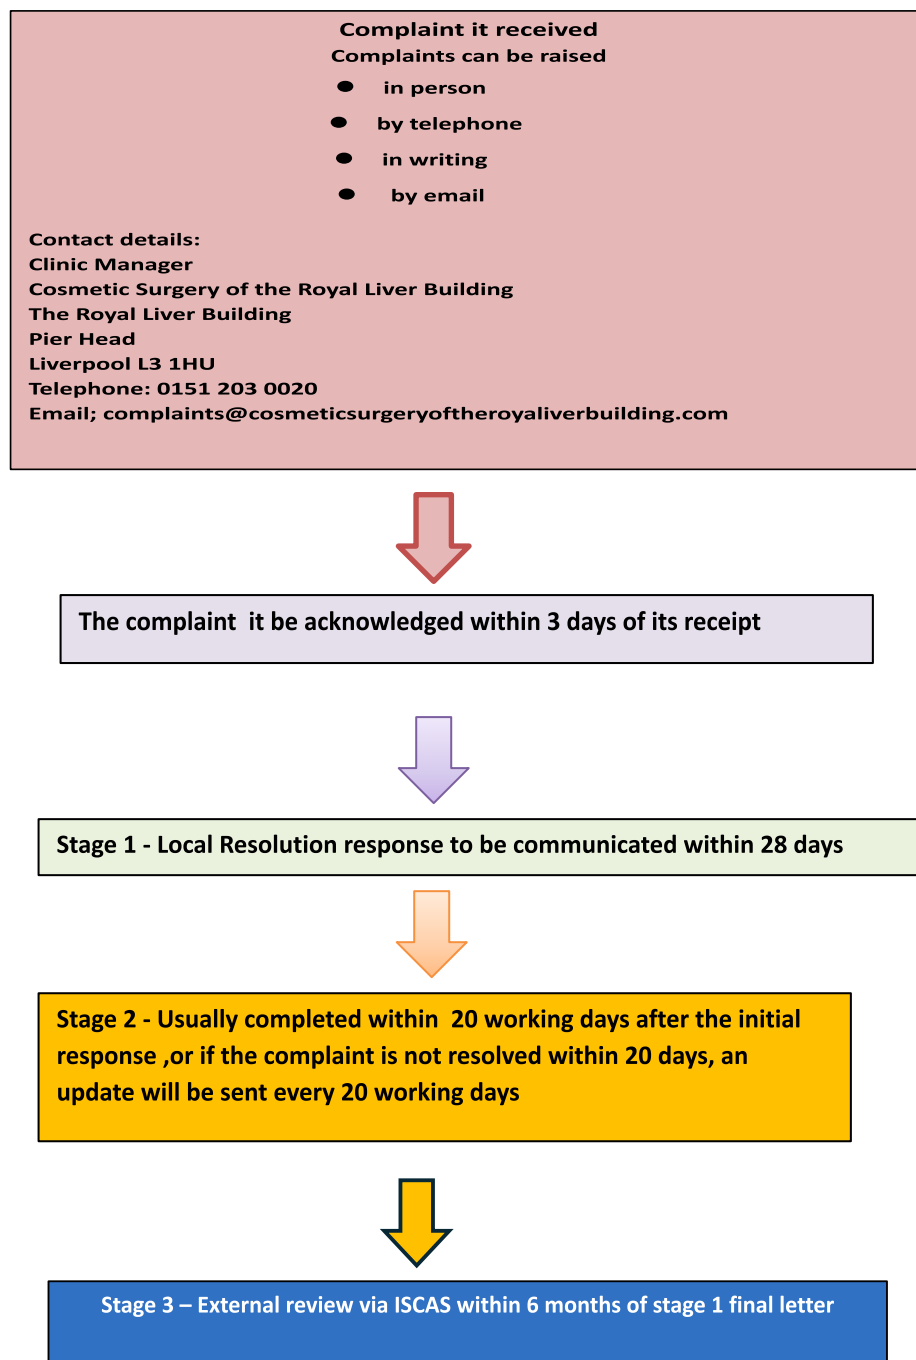 Complaint it received
Complaints can be raised
● in person
● by telephone
● in writing
● by email
Contact details:
Clinic Manager
Cosmetic Surgery of the Royal Liver Building
The Royal Liver Building
Pier Head
Liverpool L3 1HU
Telephone: 0151 203 0020
Email; complaints@cosmeticsurgeryoftheroyaliverbuilding.com
The complaint  it be acknowledged within 3 days of its receipt
Stage 1 - Local Resolution response to be communicated within 28 days
Stage 2 - Usually completed within  20 working days after the initial
response ,or if the complaint is not resolved within 20 days, an
update will be sent every 20 working days
Stage 3 – External review via ISCAS within 6 months of stage 1 final letter